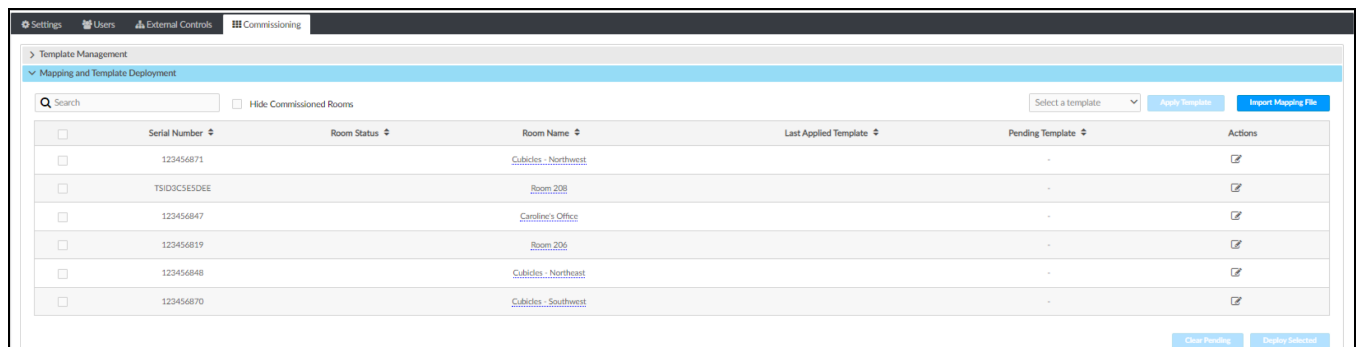 Settings Users External Controls Commissioning
Template Management
Mapping and Template Deployment
Search Hide Commissioned Rooms Select a template Apply Template Import Mapping File
Serial Number Room Status Room Name Last Applied Template Pending Template Actions
123456871 Cubicles - Northwest -
TSID3C5E5DEE Room 208 -
123456847 Caroline's Office -
123456819 Room 206 -
123456848 Cubicles - Northeast -
123456870 Cubicles - Southwest -
Clear Pending Deploy Selected